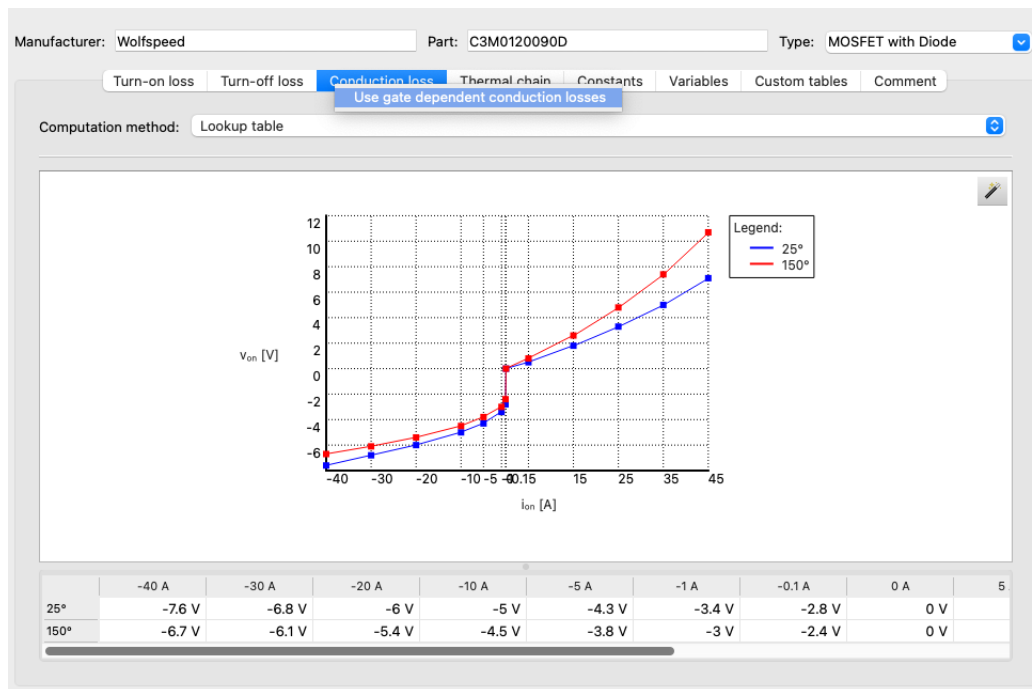 Manufacturer: Wolfspeed Part: C3M0120090D Type: MOSFET with Diode
Turn-on loss Turn-off loss Conduction loss Thermal chain Constants Variables Custom tables Comment
Use gate dependent conduction losses
Computation method: Lookup table
12
10
8
6
4
2
0
-2
-4
-6
vₒₙ [V]
-40 -30 -20 -10 -5 0.15 15 25 35 45
iₒₙ [A]
Legend:
25°
150°
-40 A -30 A -20 A -10 A -5 A -1 A -0.1 A 0 A 5
25° -7.6 V -6.8 V -6 V -5 V -4.3 V -3.4 V -2.8 V 0 V
150° -6.7 V -6.1 V -5.4 V -4.5 V -3.8 V -3 V -2.4 V 0 V